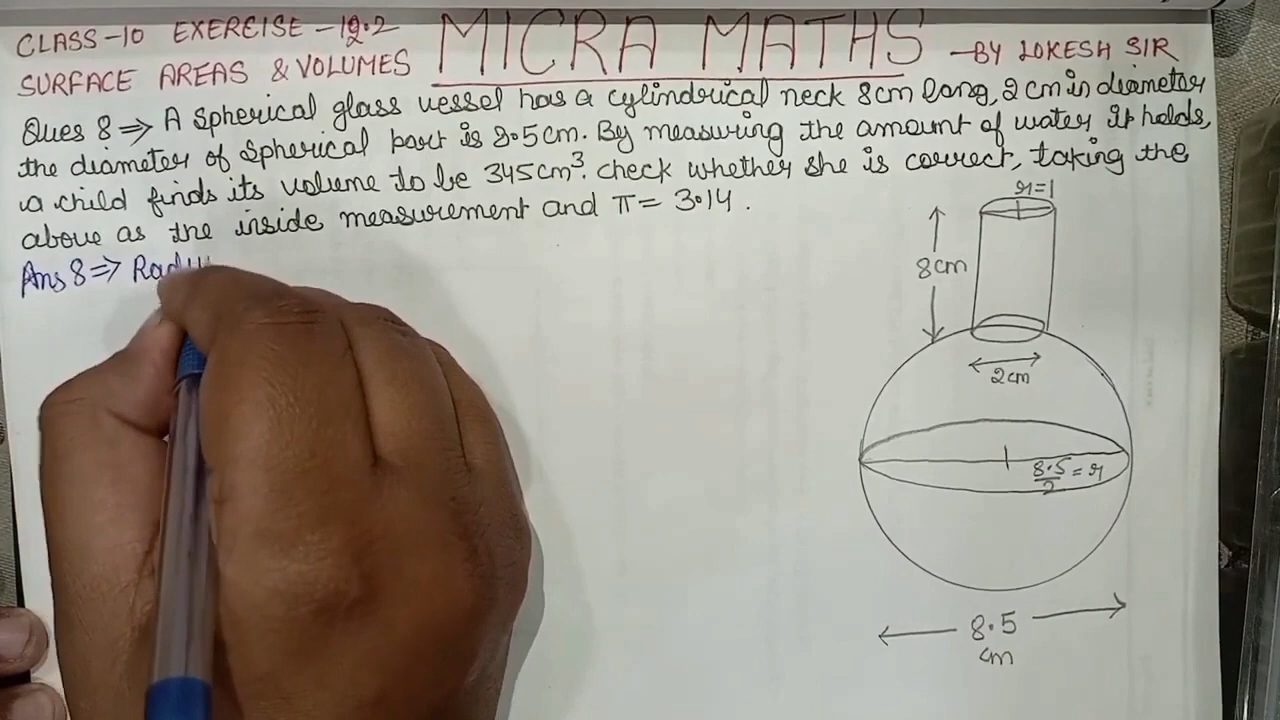 CLASS-10 EXERCISE-12.2
MICRA MATHS
-BY LOKESH SIR
SURFACE AREAS & VOLUMES
Ques 8 ⇒ A Spherical glass vessel has a cylindrical neck 8cm long, 2 cm in diameter
the diameter of Spherical part is 8.5cm. By measuring the amount of water it holds,
a child finds its volume to be 345cm³. check whether she is correct, taking the
above as the inside measurement and π = 3.14.
Ans 8 ⇒ Radiu
r=1
8cm
2cm
8.5/2 = r
8.5
cm